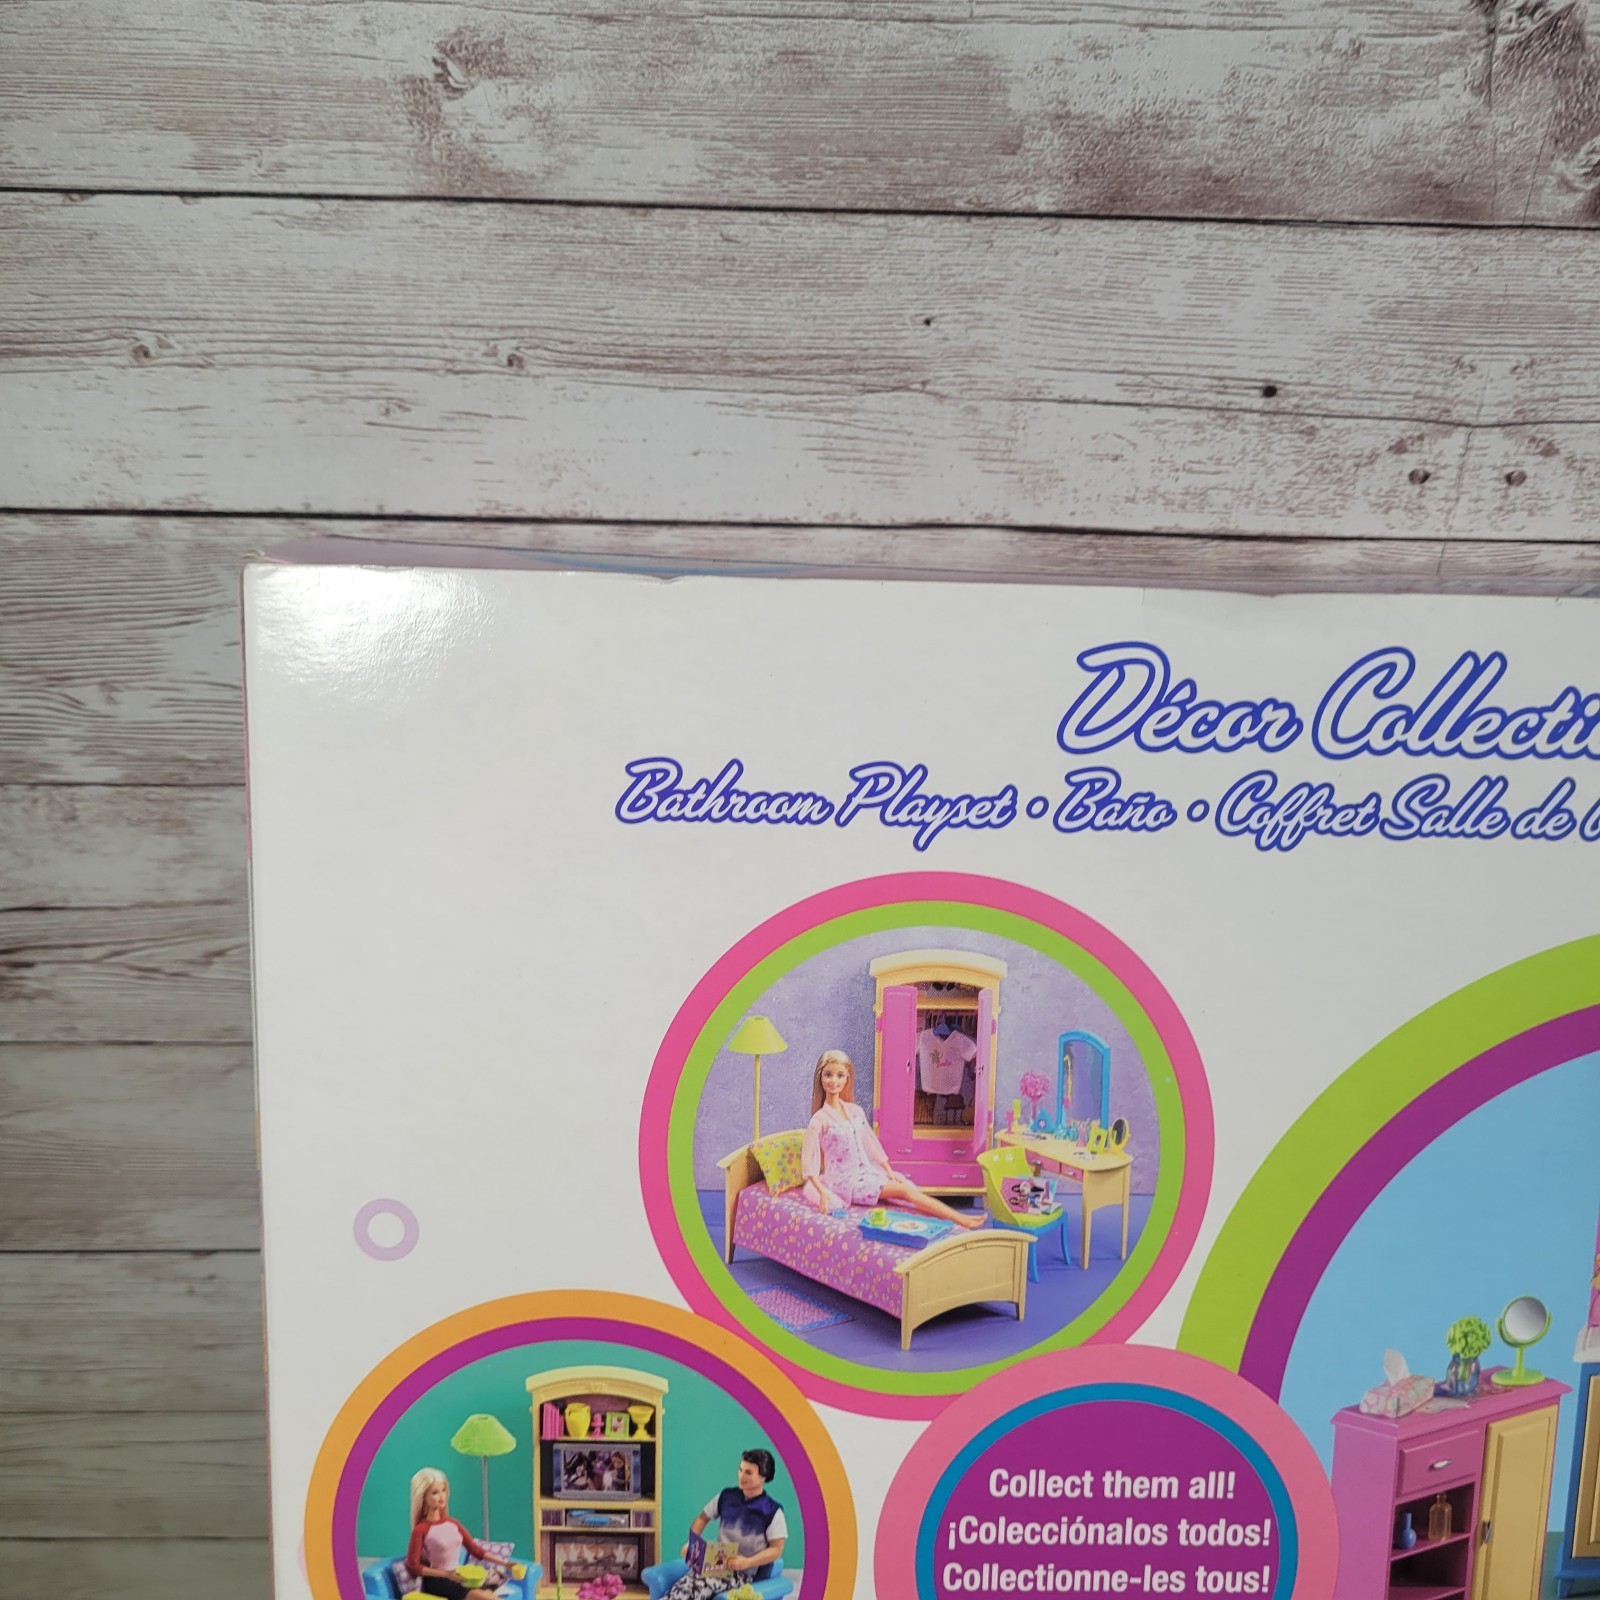 Décor Collecti
Bathroom Playset • Baño • Coffret Salle de
Collect them all!
¡Colecciónalos todos!
Collectionne-les tous!